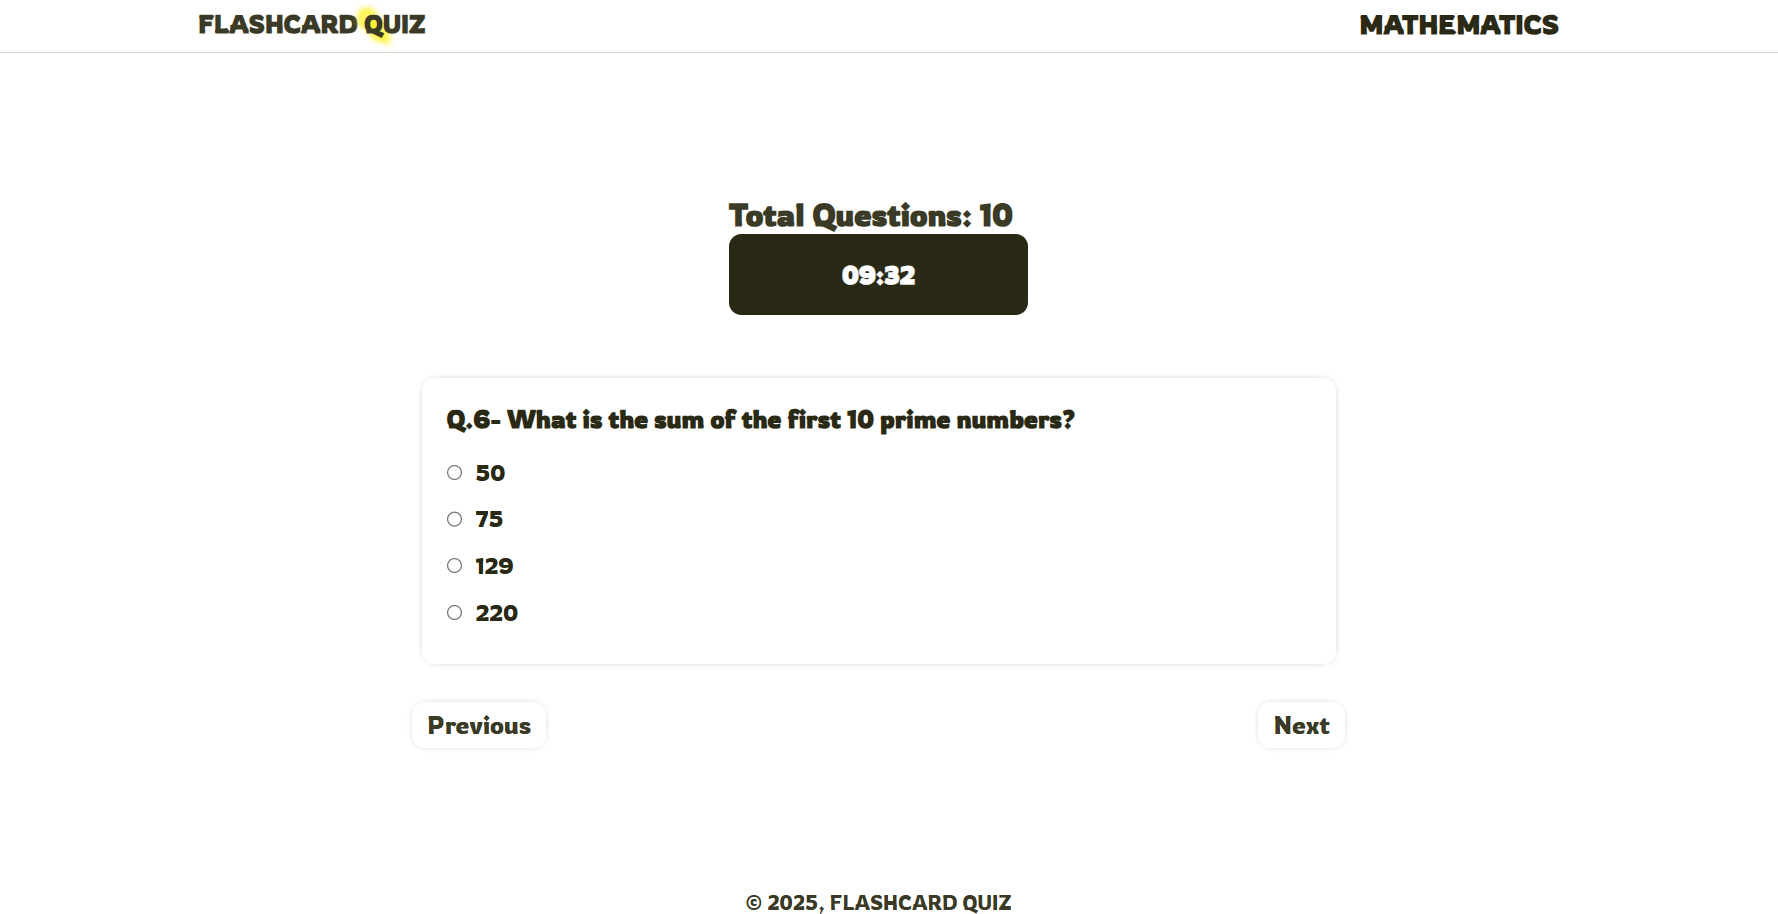 FLASHCARD QUIZ
MATHEMATICS
Total Questions: 10
09:32
Q.6- What is the sum of the first 10 prime numbers?
50
75
129
220
Previous
Next
© 2025, FLASHCARD QUIZ